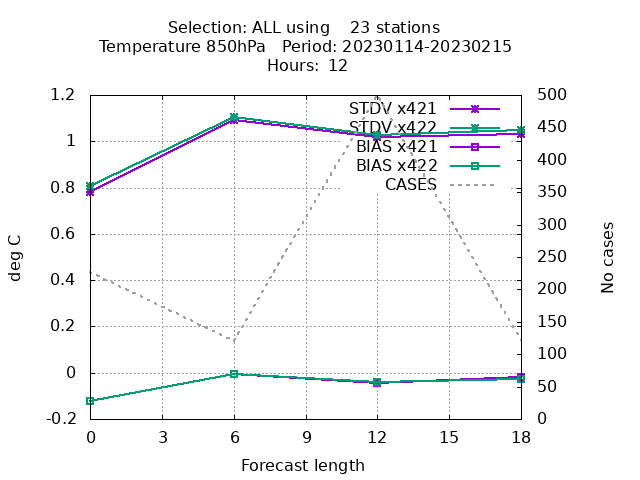 Selection: ALL using    23 stations
Temperature 850hPa   Period: 20230114-20230215
Hours:  12
1.2
1
0.8
0.6
0.4
0.2
0
-0.2
deg C
STDV x421
STDV x422
BIAS x421
BIAS x422
CASES
500
450
400
350
300
250
200
150
100
50
0
No cases
0 3 6 9 12 15 18
Forecast length